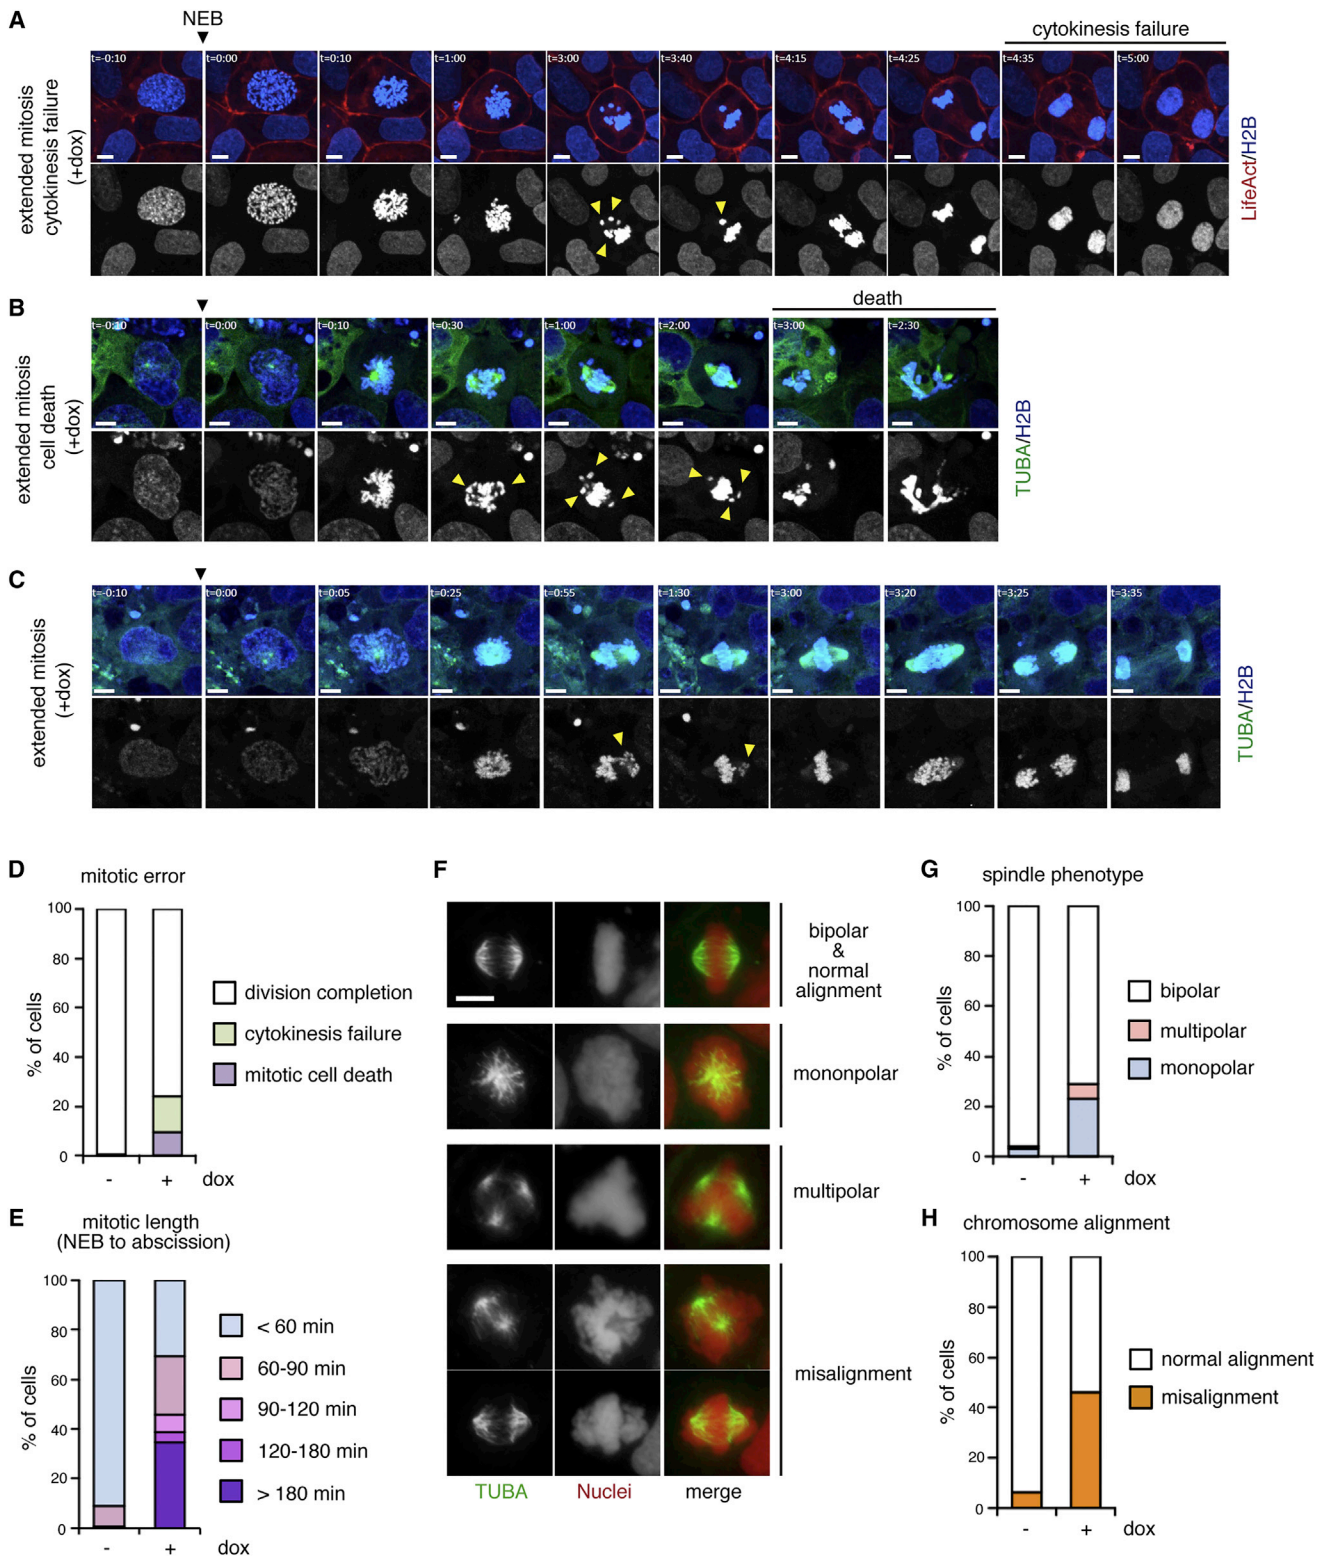 A
NEB
cytokinesis failure
extended mitosis
cytokinesis failure
(+dox)
t=-0:10
t=0:00
t=0:10
t=1:00
t=3:00
t=3:40
t=4:15
t=4:25
t=4:35
t=5:00
LifeAct/H2B
B
death
extended mitosis
cell death
(+dox)
t=-0:10
t=0:00
t=0:10
t=0:30
t=1:00
t=2:00
t=3:00
t=2:30
TUBA/H2B
C
extended mitosis
(+dox)
t=-0:10
t=0:00
t=0:05
t=0:25
t=0:55
t=1:30
t=3:00
t=3:20
t=3:25
t=3:35
TUBA/H2B
D
mitotic error
% of cells
100
80
60
40
20
0
- + dox
division completion
cytokinesis failure
mitotic cell death
E
mitotic length
(NEB to abscission)
% of cells
100
80
60
40
20
0
- + dox
< 60 min
60-90 min
90-120 min
120-180 min
> 180 min
F
bipolar
&
normal
alignment
mononpolar
multipolar
misalignment
TUBA Nuclei merge
G
spindle phenotype
% of cells
100
80
60
40
20
0
- + dox
bipolar
multipolar
monopolar
H
chromosome alignment
% of cells
100
80
60
40
20
0
- + dox
normal alignment
misalignment